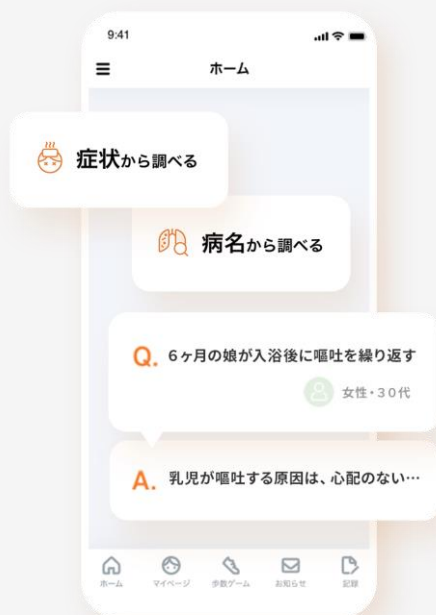 9:41
ホーム
症状から調べる
病名から調べる
Q. 6ヶ月の娘が入浴後に嘔吐を繰り返す
女性・30代
A. 乳児が嘔吐する原因は、心配のない…
ホーム マイページ 歩数ゲーム お知らせ 記録